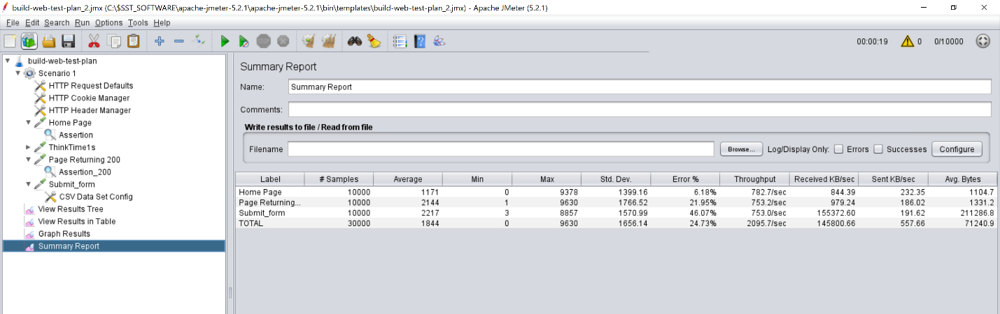 build-web-test-plan_2.jmx (C:\$SST_SOFTWARE\apache-jmeter-5.2.1\apache-jmeter-5.2.1\bin\templates\build-web-test-plan_2.jmx) - Apache JMeter (5.2.1)
File Edit Search Run Options Tools Help
00:00:19 0 0/10000
build-web-test-plan
Scenario 1
HTTP Request Defaults
HTTP Cookie Manager
HTTP Header Manager
Home Page
Assertion
ThinkTime1s
Page Returning 200
Assertion_200
Submit_form
CSV Data Set Config
View Results Tree
View Results in Table
Graph Results
Summary Report
Summary Report
Name: Summary Report
Comments:
Write results to file / Read from file
Filename Browse... Log/Display Only: Errors Successes Configure
Label # Samples Average Min Max Std. Dev. Error % Throughput Received KB/sec Sent KB/sec Avg. Bytes
Home Page 10000 1171 0 9378 1399.16 6.18% 782.7/sec 844.39 232.35 1104.7
Page Returning... 10000 2144 1 9630 1766.52 21.95% 753.2/sec 979.24 186.02 1331.2
Submit_form 10000 2217 3 8857 1570.99 46.07% 753.0/sec 155372.60 191.62 211286.8
TOTAL 30000 1844 0 9630 1656.14 24.73% 2095.7/sec 145800.66 557.66 71240.9